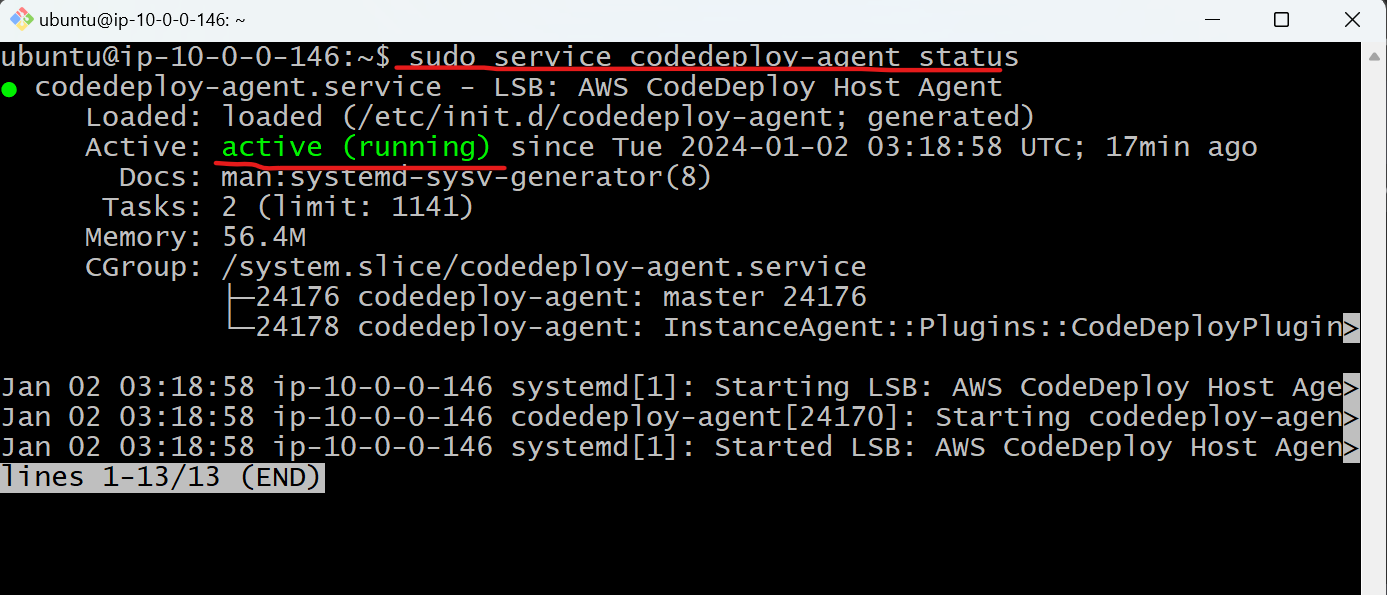 ubuntu@ip-10-0-0-146: ~
ubuntu@ip-10-0-0-146:~$ sudo service codedeploy-agent status
● codedeploy-agent.service - LSB: AWS CodeDeploy Host Agent
     Loaded: loaded (/etc/init.d/codedeploy-agent; generated)
     Active: active (running) since Tue 2024-01-02 03:18:58 UTC; 17min ago
       Docs: man:systemd-sysv-generator(8)
      Tasks: 2 (limit: 1141)
     Memory: 56.4M
     CGroup: /system.slice/codedeploy-agent.service
             ├─24176 codedeploy-agent: master 24176
             └─24178 codedeploy-agent: InstanceAgent::Plugins::CodeDeployPlugin>
Jan 02 03:18:58 ip-10-0-0-146 systemd[1]: Starting LSB: AWS CodeDeploy Host Age>
Jan 02 03:18:58 ip-10-0-0-146 codedeploy-agent[24170]: Starting codedeploy-agen>
Jan 02 03:18:58 ip-10-0-0-146 systemd[1]: Started LSB: AWS CodeDeploy Host Agen>
lines 1-13/13 (END)